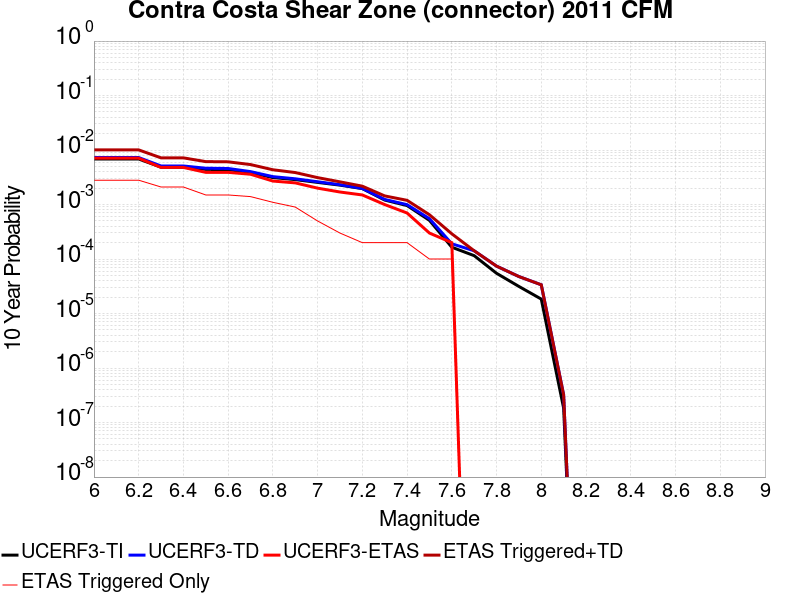 Contra Costa Shear Zone (connector) 2011 CFM
10^0
10^-1
10^-2
10^-3
10^-4
10^-5
10^-6
10^-7
10^-8
10 Year Probability
6 6.2 6.4 6.6 6.8 7 7.2 7.4 7.6 7.8 8 8.2 8.4 8.6 8.8 9
Magnitude
UCERF3-TI UCERF3-TD UCERF3-ETAS ETAS Triggered+TD
ETAS Triggered Only